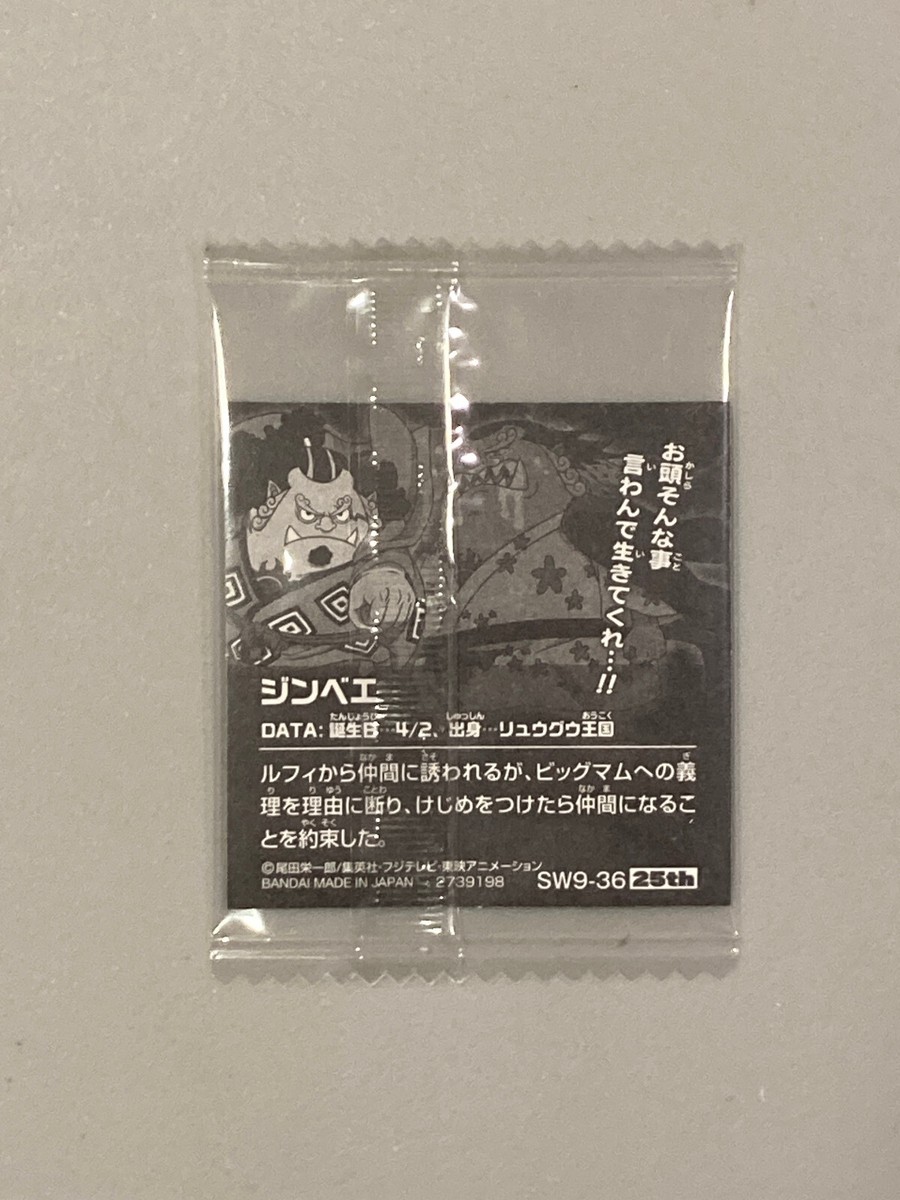 お頭そんな事
言わんで生きてくれ…!!
ジンベエ
DATA: 誕生日…4/2、出身…リュウグウ王国
ルフィから仲間に誘われるが、ビッグマムへの義
理を理由に断り、けじめをつけたら仲間になるこ
とを約束した。
©尾田栄一郎/集英社・フジテレビ・東映アニメーション
BANDAI MADE IN JAPAN 2739198 SW9-36 25th